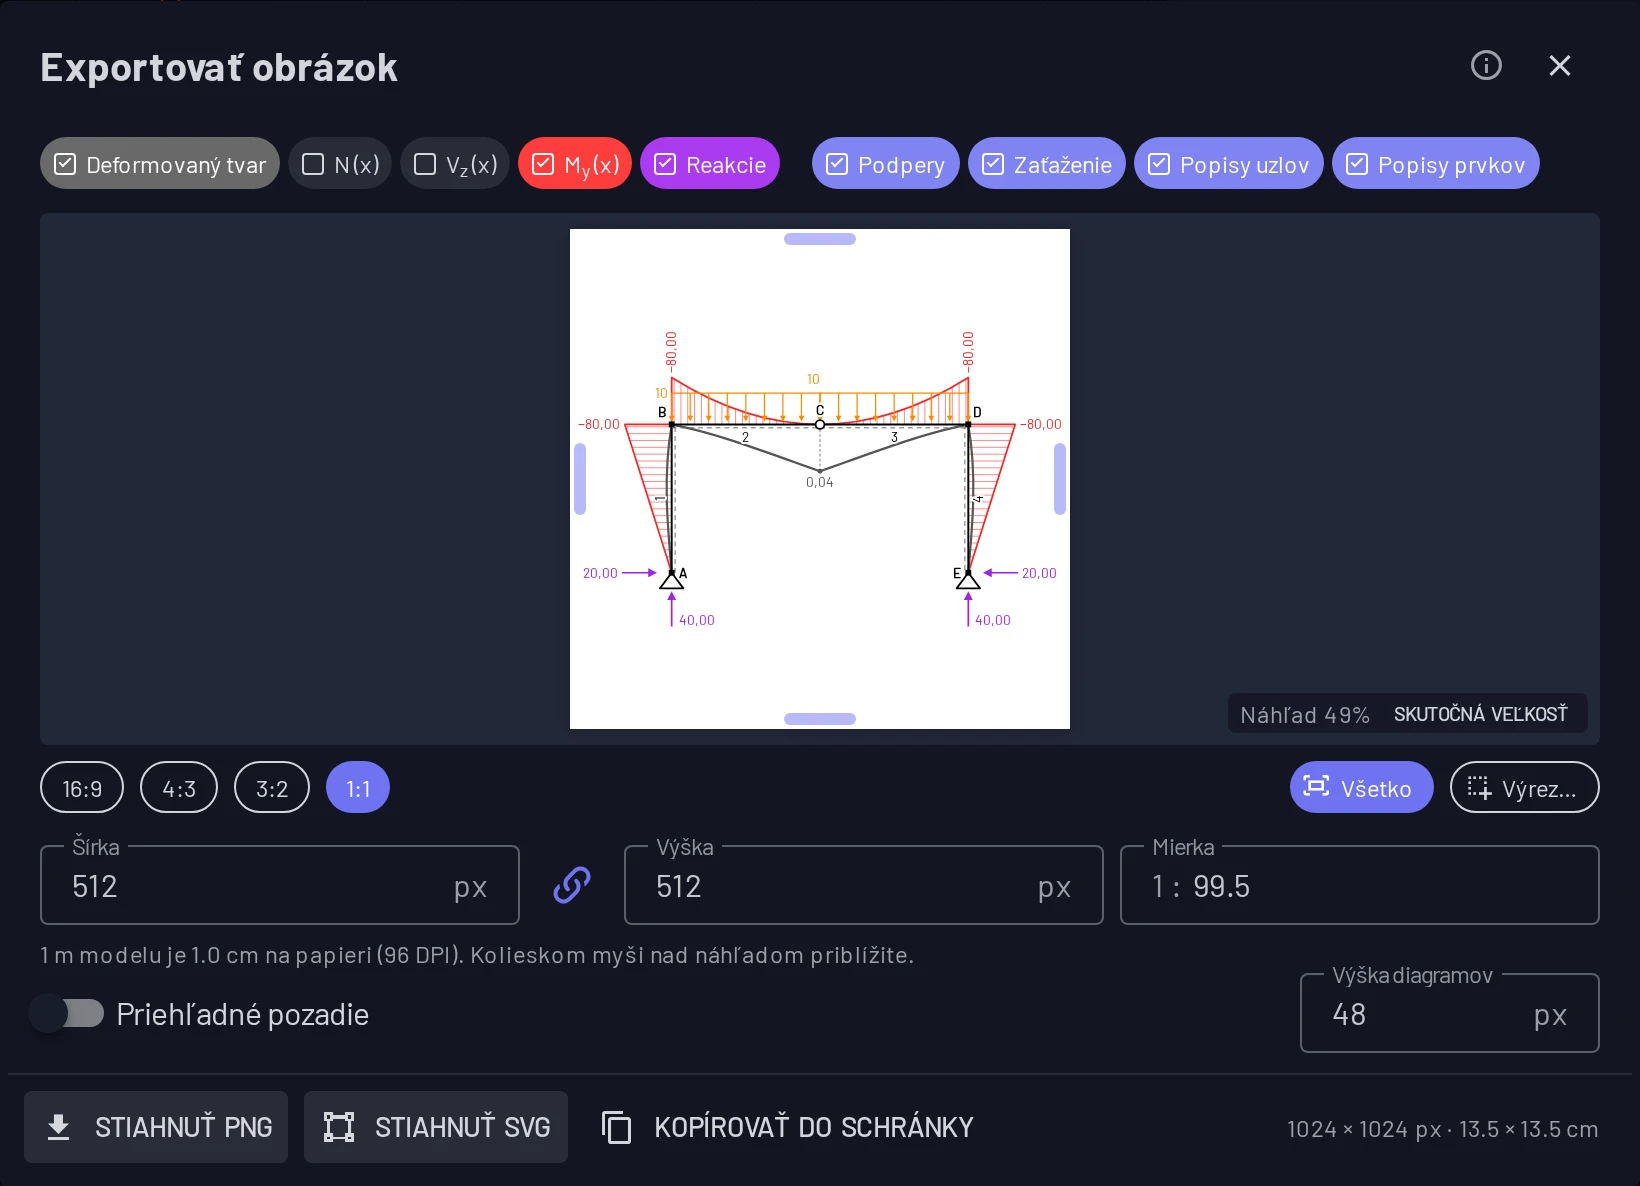 Exportovať obrázok
Deformovaný tvar
N(x)
Vz(x)
My(x)
Reakcie
Podpery
Zaťaženie
Popisy uzlov
Popisy prvkov
−80,00
−80,00
10
10
B
C
D
−80,00
−80,00
2
3
0,04
1
4
20,00
A
E
20,00
40,00
40,00
Náhľad 49%
SKUTOČNÁ VEĽKOSŤ
16:9
4:3
3:2
1:1
Všetko
Výrez...
Šírka
512 px
Výška
512 px
Mierka
1 : 99.5
1 m modelu je 1.0 cm na papieri (96 DPI). Kolieskom myši nad náhľadom priblížite.
Priehľadné pozadie
Výška diagramov
48 px
STIAHNUŤ PNG
STIAHNUŤ SVG
KOPÍROVAŤ DO SCHRÁNKY
1024 × 1024 px · 13.5 × 13.5 cm